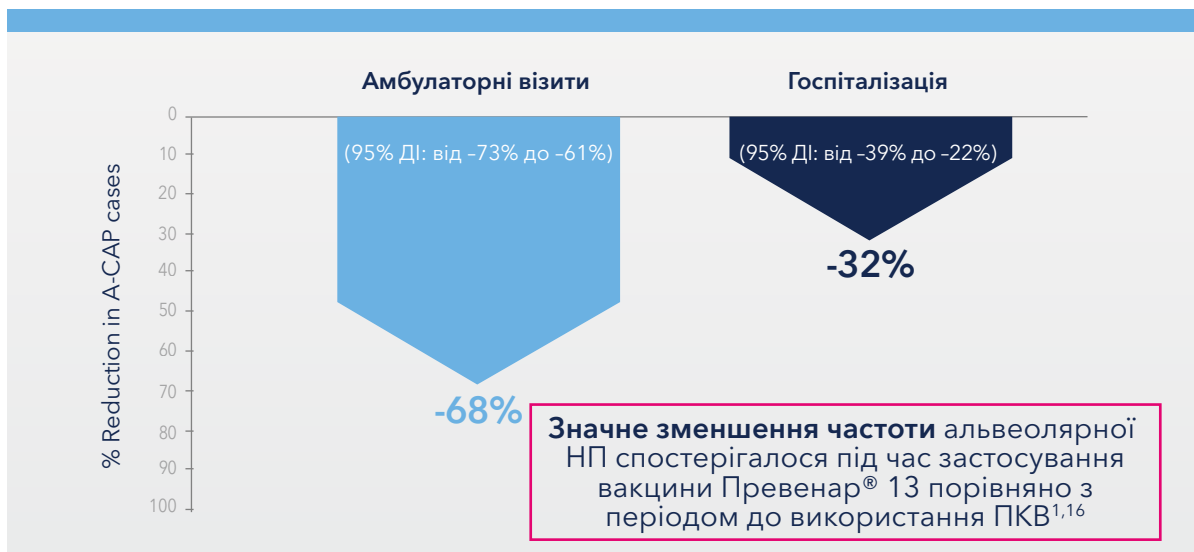 Амбулаторні візити
Госпіталізація
% Reduction in A-CAP cases
0
10
20
30
40
50
60
70
80
90
100
(95% ДІ: від –73% до –61%)
(95% ДІ: від –39% до –22%)
-68%
-32%
Значне зменшення частоти альвеолярної
НП спостерігалося під час застосування
вакцини Превенар® 13 порівняно з
періодом до використання ПКВ1,16